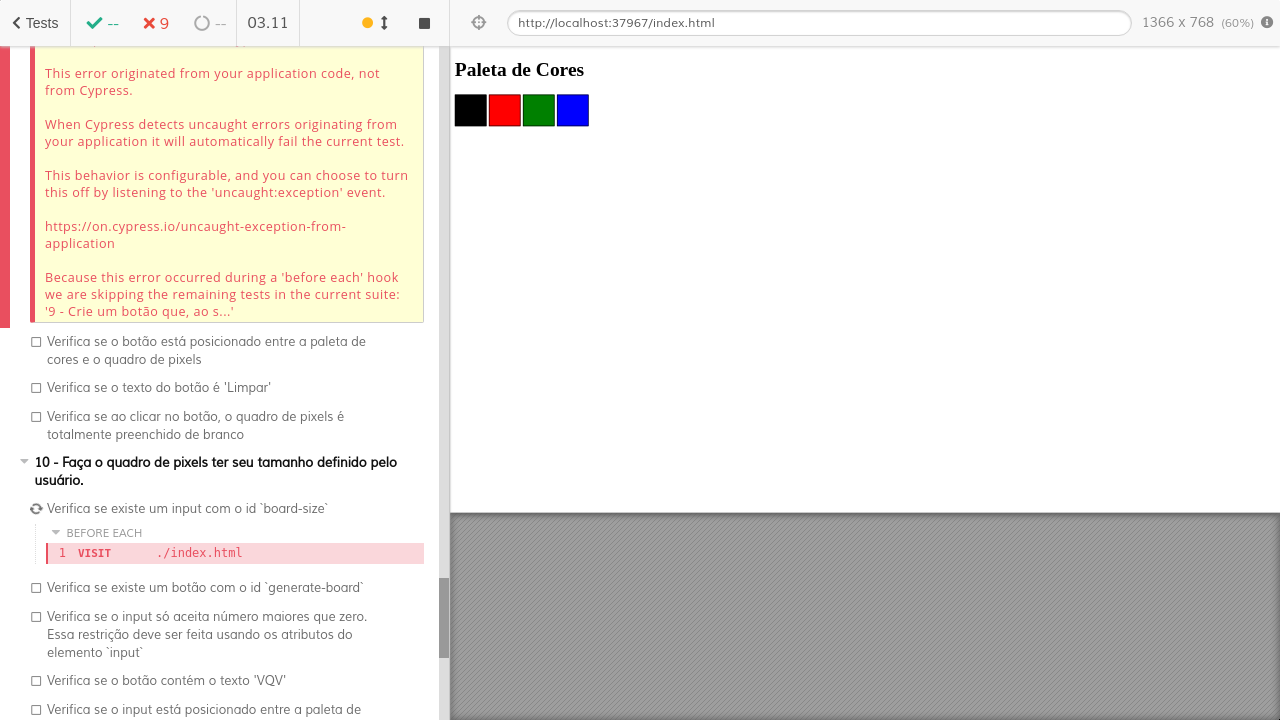 Tests
--
9
--
03.11
http://localhost:37967/index.html
1366 x 768 (60%)
This error originated from your application code, not
from Cypress.
When Cypress detects uncaught errors originating from
your application it will automatically fail the current test.
This behavior is configurable, and you can choose to turn
this off by listening to the 'uncaught:exception' event.
https://on.cypress.io/uncaught-exception-from-
application
Because this error occurred during a 'before each' hook
we are skipping the remaining tests in the current suite:
'9 - Crie um botão que, ao s...'
Verifica se o botão está posicionado entre a paleta de
cores e o quadro de pixels
Verifica se o texto do botão é 'Limpar'
Verifica se ao clicar no botão, o quadro de pixels é
totalmente preenchido de branco
10 - Faça o quadro de pixels ter seu tamanho definido pelo
usuário.
Verifica se existe um input com o id `board-size`
BEFORE EACH
1 VISIT ./index.html
Verifica se existe um botão com o id `generate-board`
Verifica se o input só aceita número maiores que zero.
Essa restrição deve ser feita usando os atributos do
elemento `input`
Verifica se o botão contém o texto 'VQV'
Verifica se o input está posicionado entre a paleta de
Paleta de Cores